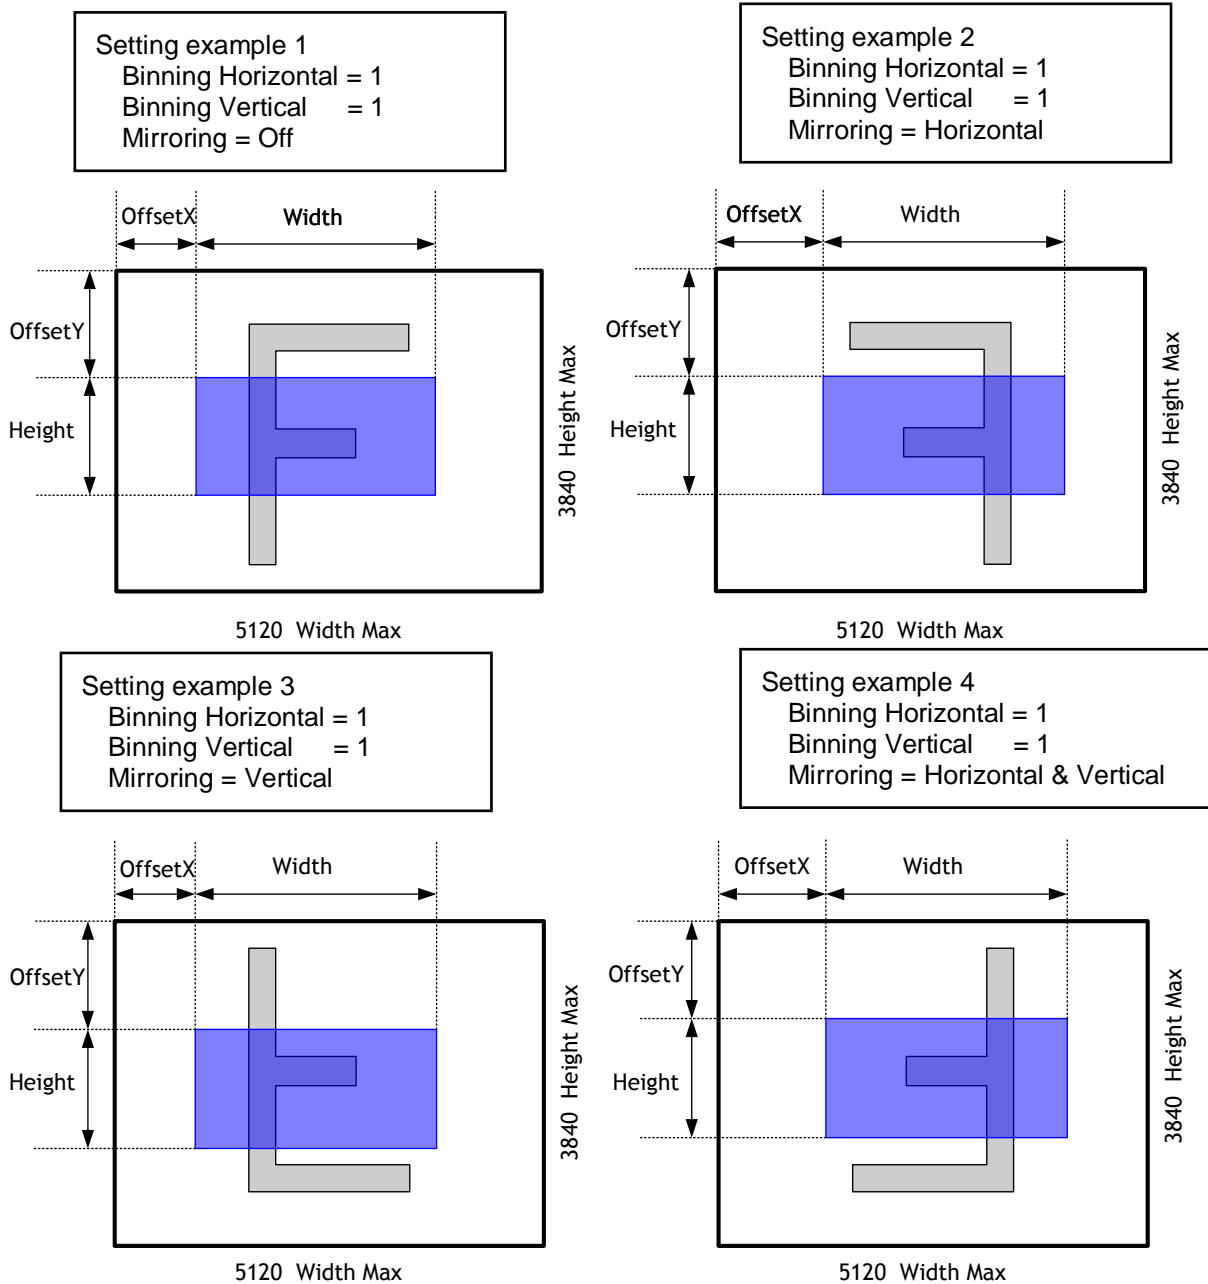 Setting example 1
Binning Horizontal = 1
Binning Vertical = 1
Mirroring = Off
Setting example 2
Binning Horizontal = 1
Binning Vertical = 1
Mirroring = Horizontal
OffsetX
Width
OffsetY
Height
3840 Height Max
5120 Width Max
OffsetX
Width
OffsetY
Height
3840 Height Max
5120 Width Max
Setting example 3
Binning Horizontal = 1
Binning Vertical = 1
Mirroring = Vertical
Setting example 4
Binning Horizontal = 1
Binning Vertical = 1
Mirroring = Horizontal & Vertical
OffsetX
Width
OffsetY
Height
3840 Height Max
5120 Width Max
OffsetX
Width
OffsetY
Height
3840 Height Max
5120 Width Max